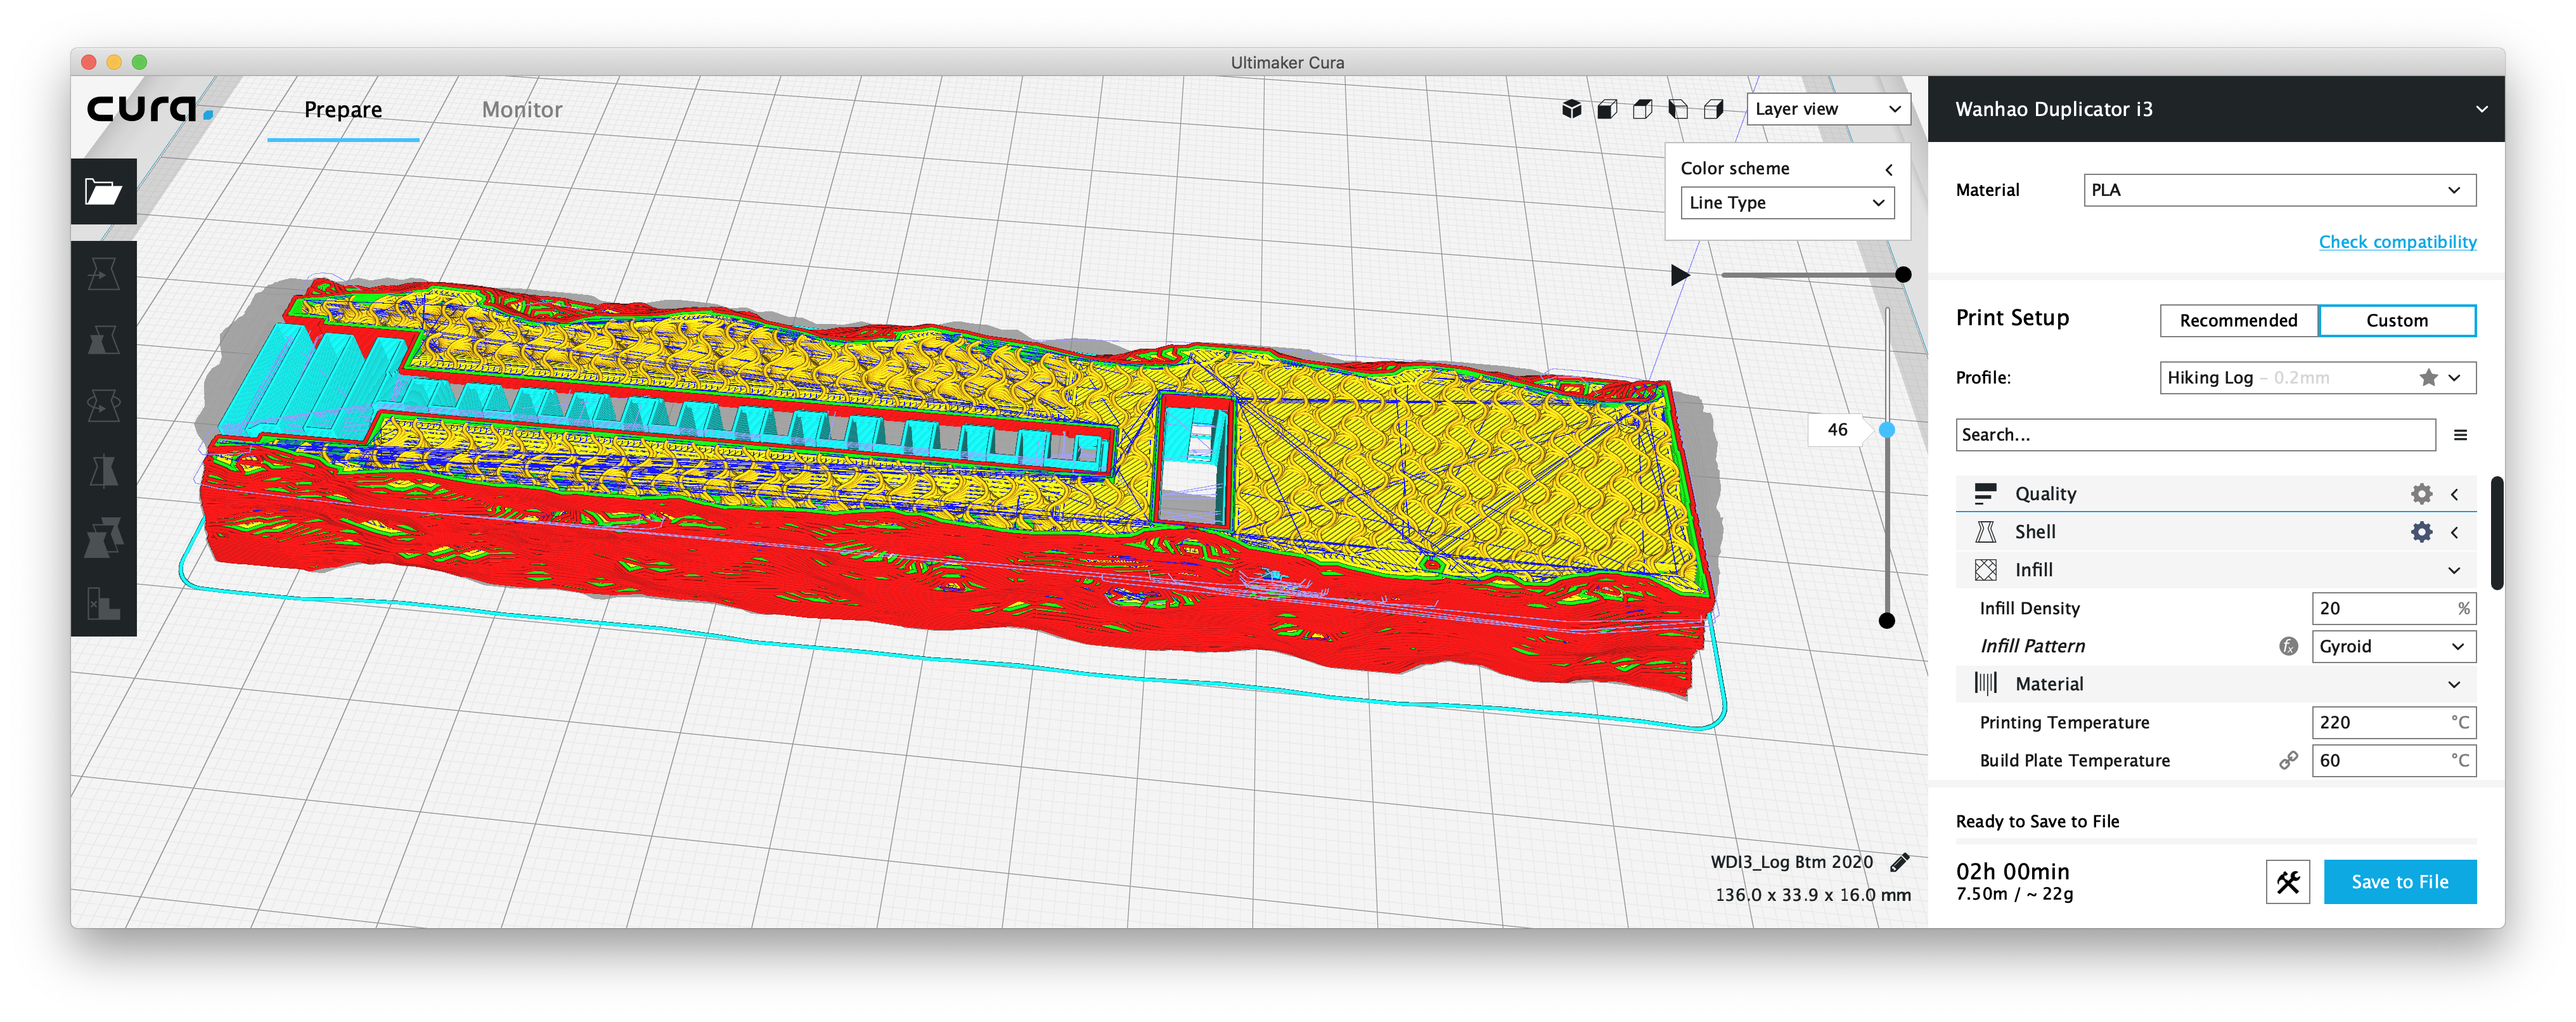 Ultimaker Cura
cura.
Prepare
Monitor
Layer view
Color scheme
Line Type
46
WDI3_Log Btm 2020
136.0 x 33.9 x 16.0 mm
Wanhao Duplicator i3
Material
PLA
Check compatibility
Print Setup
Recommended
Custom
Profile:
Hiking Log – 0.2mm
Search...
Quality
Shell
Infill
Infill Density
20 %
Infill Pattern
fx
Gyroid
Material
Printing Temperature
220 °C
Build Plate Temperature
60 °C
Ready to Save to File
02h 00min
7.50m / ~ 22g
Save to File